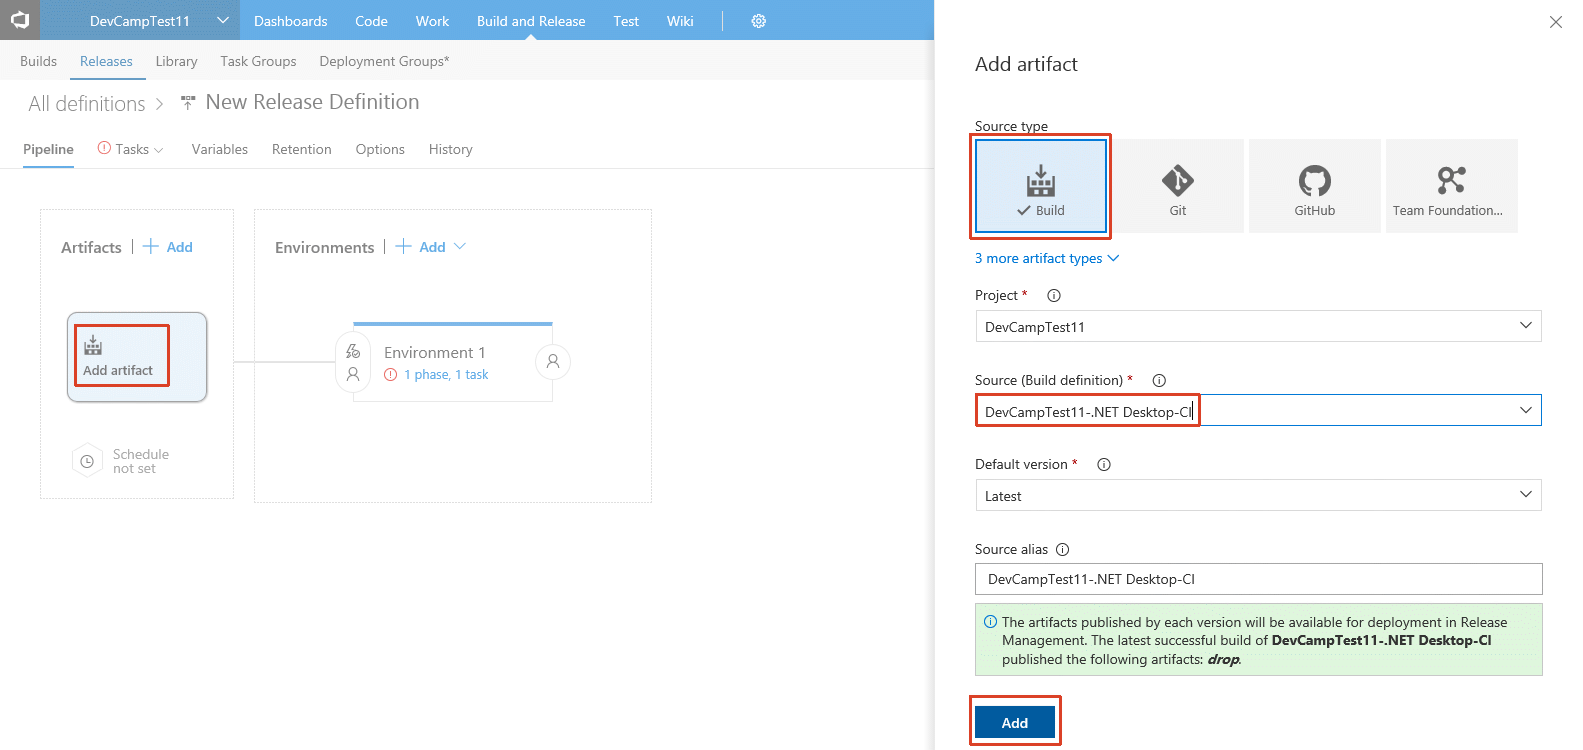 DevCampTest11
Dashboards
Code
Work
Build and Release
Test
Wiki
Builds
Releases
Library
Task Groups
Deployment Groups*
All definitions
New Release Definition
Pipeline
Tasks
Variables
Retention
Options
History
Artifacts
Add
Environments
Add
Add artifact
Environment 1
1 phase, 1 task
Schedule
not set
Add artifact
Source type
Build
Git
GitHub
Team Foundation...
3 more artifact types
Project *
DevCampTest11
Source (Build definition) *
DevCampTest11-.NET Desktop-CI
Default version *
Latest
Source alias
DevCampTest11-.NET Desktop-CI
The artifacts published by each version will be available for deployment in Release
Management. The latest successful build of DevCampTest11-.NET Desktop-CI
published the following artifacts: drop.
Add